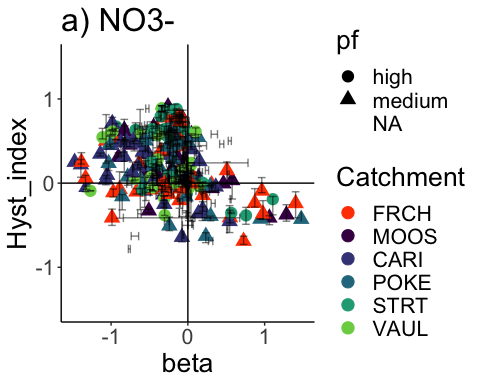 a) NO3-
Hyst_index
1
0
-1
-1
0
1
beta
pf
high
medium
NA
Catchment
FRCH
MOOS
CARI
POKE
STRT
VAUL